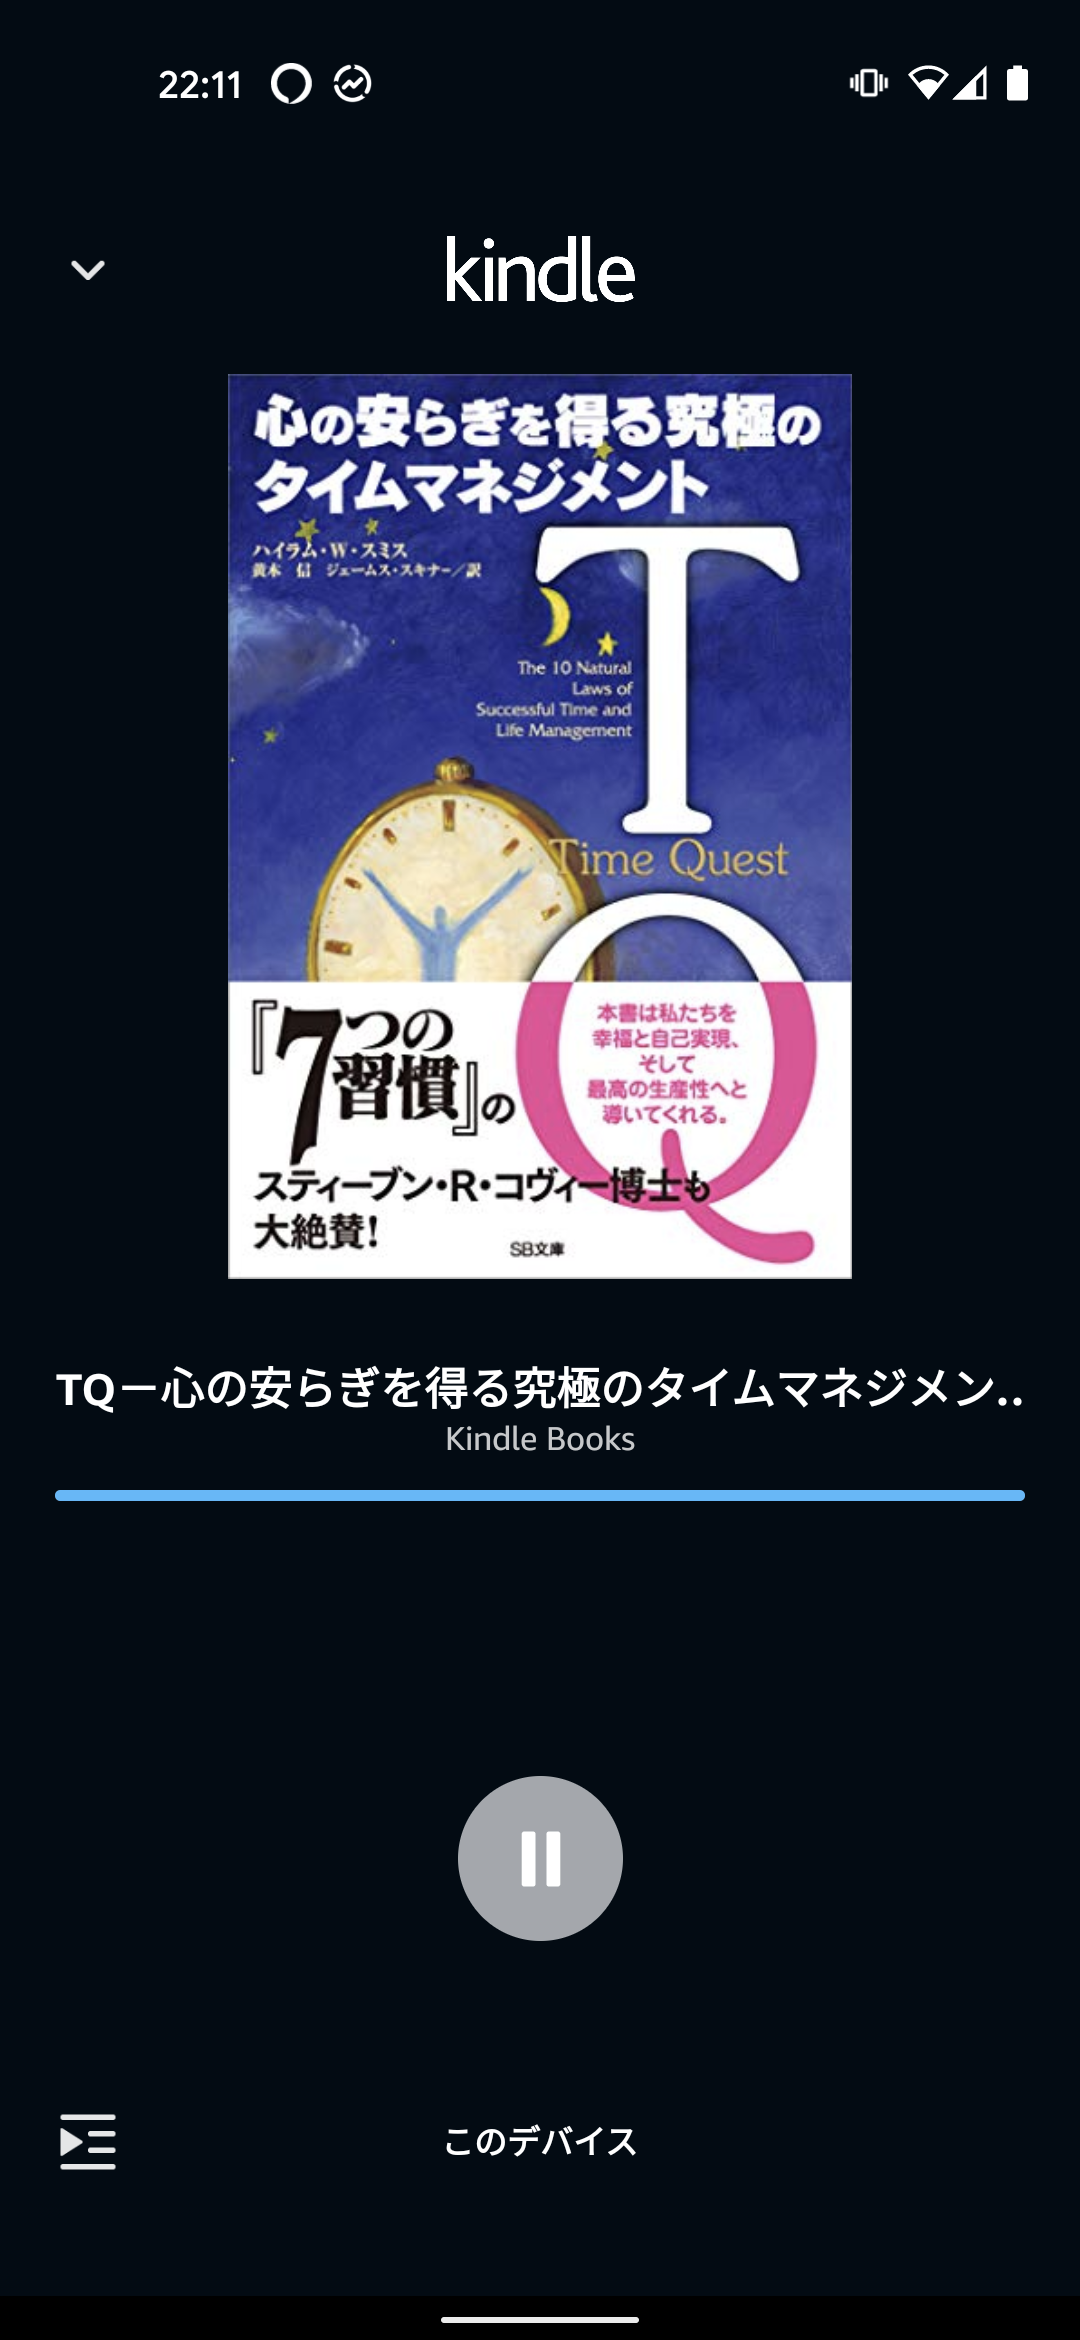 22:11
kindle
心の安らぎを得る究極の
タイムマネジメント
ハイラム・W・スミス
黄木 信 ジェームス・スキナー／訳
The 10 Natural
Laws of
Successful Time and
Life Management
T
Time Quest
Q
本書は私たちを
幸福と自己実現、
そして
最高の生産性へと
導いてくれる。
『7つの習慣』の
スティーブン・R・コヴィー博士も
大絶賛！
SB文庫
TQ－心の安らぎを得る究極のタイムマネジメン..
Kindle Books
このデバイス